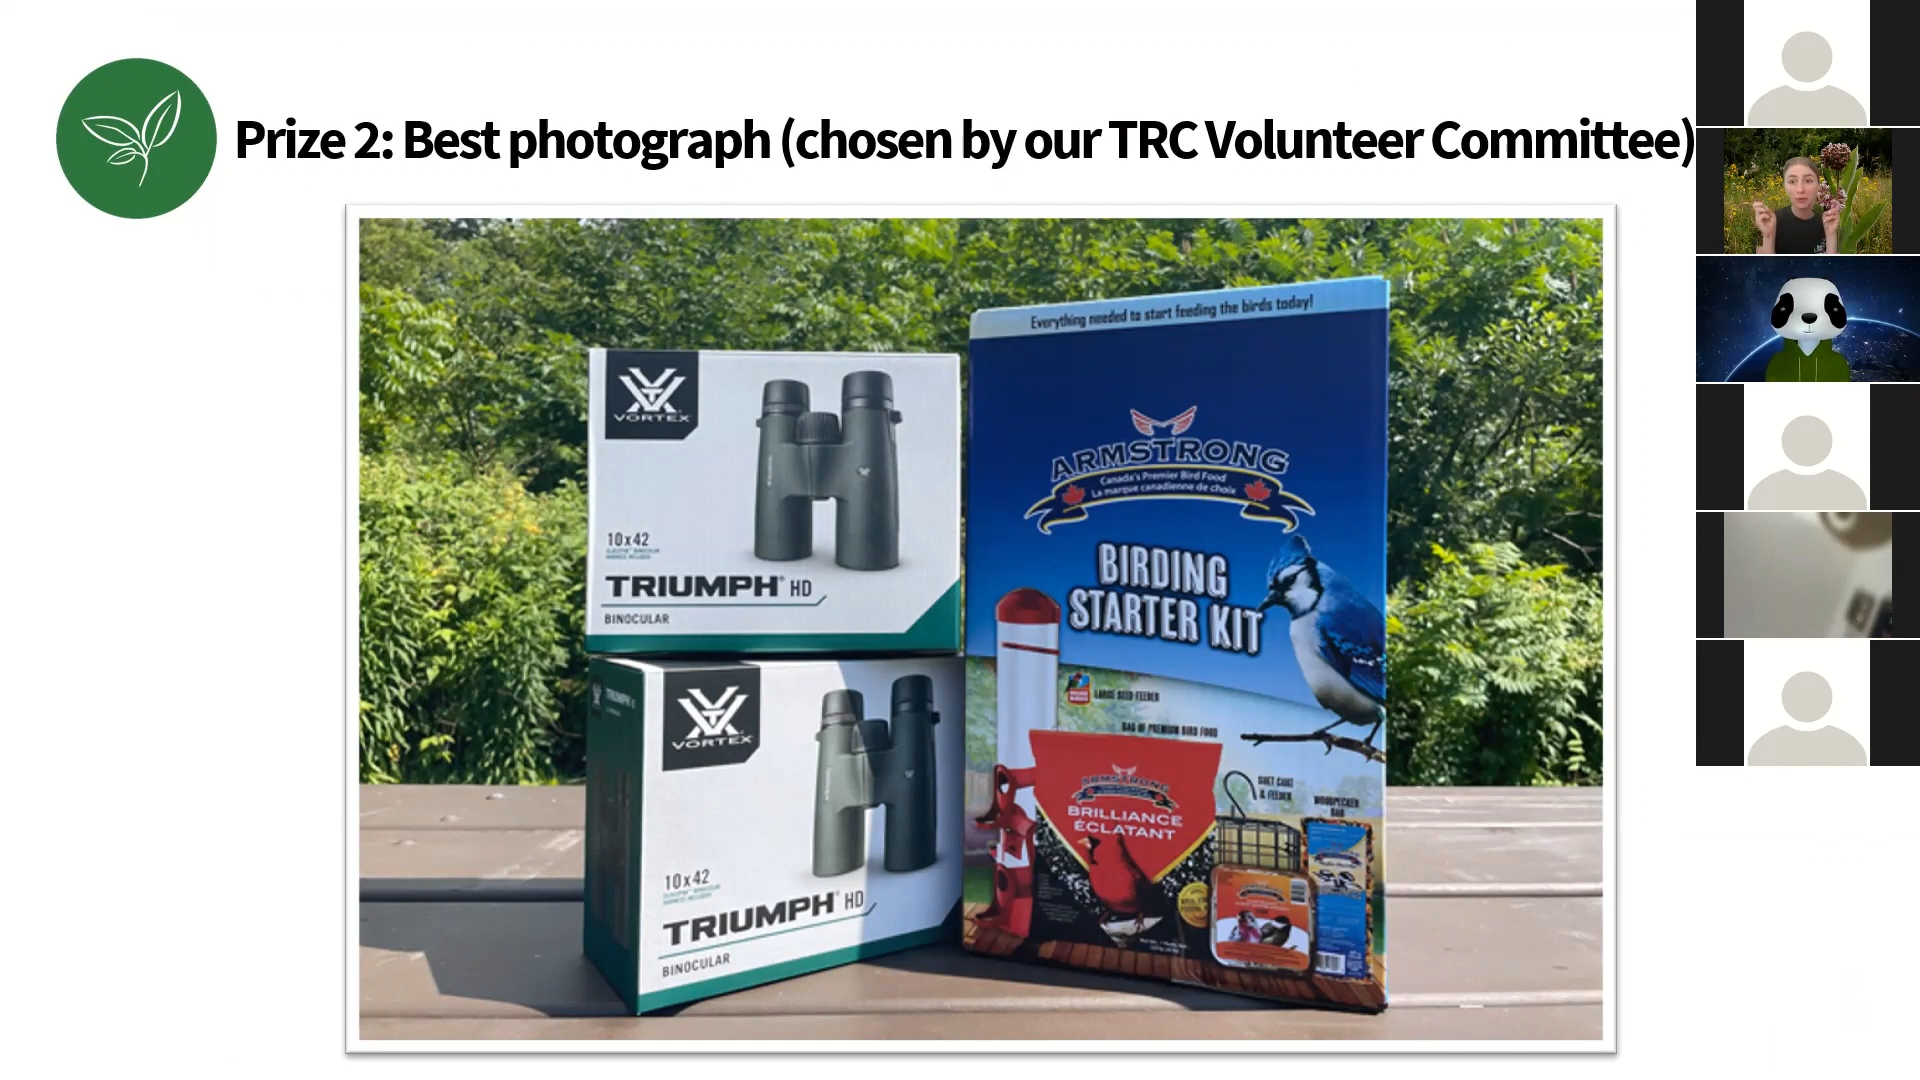 Prize 2: Best photograph (chosen by our TRC Volunteer Committee)
Everything needed to start feeding the birds today!
VORTEX
10x42
TRIUMPH® HD
BINOCULAR
ARMSTRONG
Canada's Premier Bird Food
La marque canadienne de choix
BIRDING
STARTER KIT
LARGE SEED FEEDER
BAG OF PREMIUM BIRD FOOD
SUET CAKE
& FEEDER
WOODPECKER
BAR
ARMSTRONG
BRILLIANCE
ÉCLATANT
VORTEX
10x42
TRIUMPH® HD
BINOCULAR